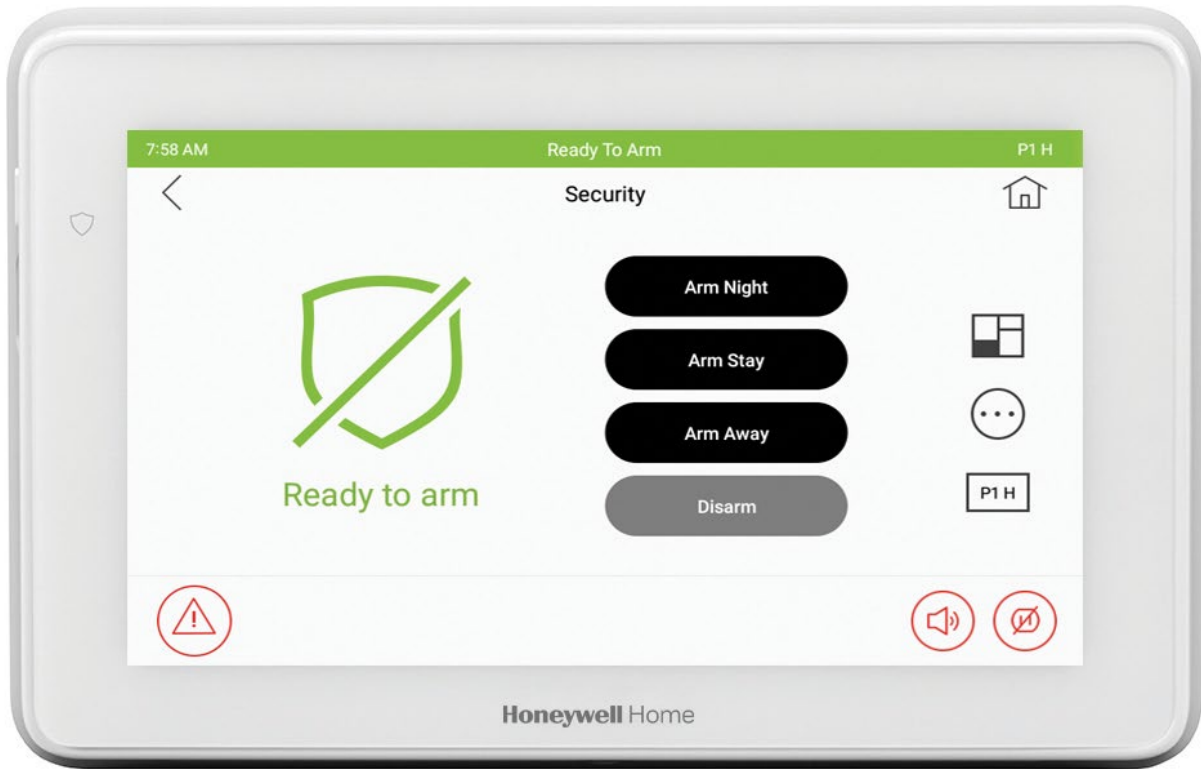 7:58 AM Ready To Arm P1 H
Security
Arm Night
Arm Stay
Arm Away
Ready to arm
Disarm
P1 H
Honeywell Home